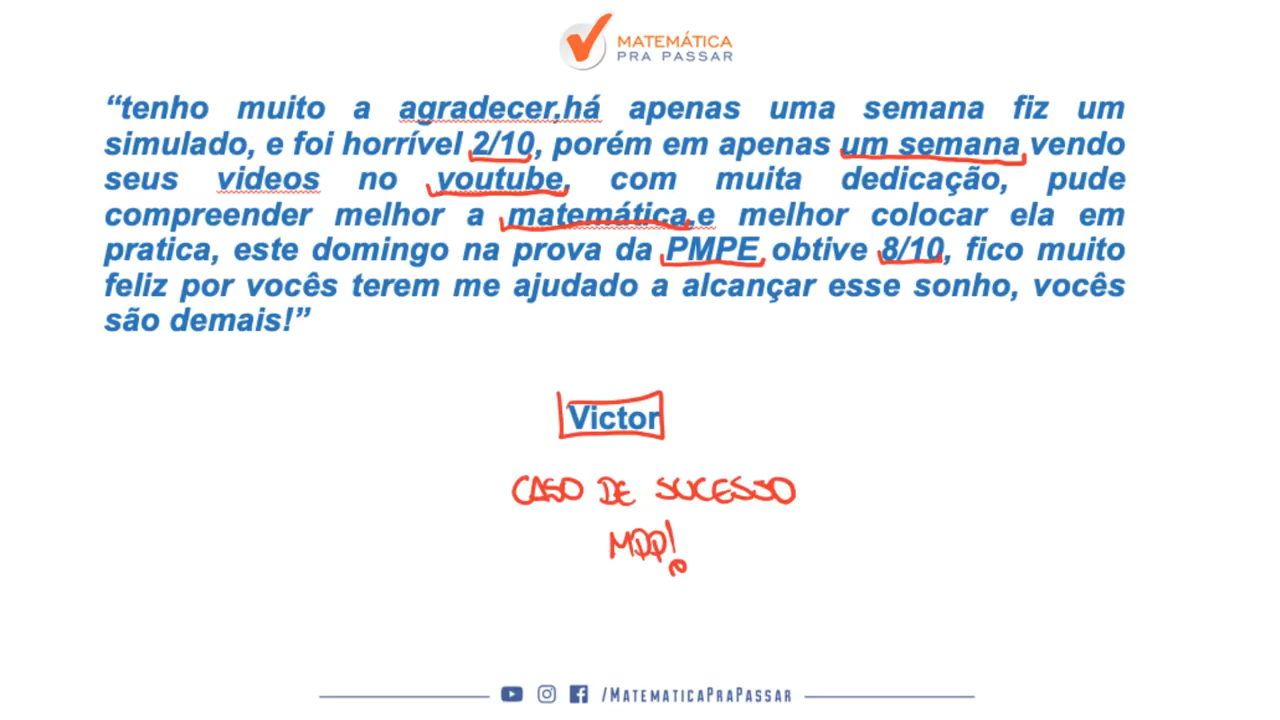 MATEMÁTICA
PRA PASSAR
“tenho muito a agradecer,há apenas uma semana fiz um
simulado, e foi horrível 2/10, porém em apenas um semana vendo
seus videos no youtube, com muita dedicação, pude
compreender melhor a matemática,e melhor colocar ela em
pratica, este domingo na prova da PMPE obtive 8/10, fico muito
feliz por vocês terem me ajudado a alcançar esse sonho, vocês
são demais!”
Victor
CASO DE SUCESSO
MPP!
/MATEMATICAPRAPASSAR